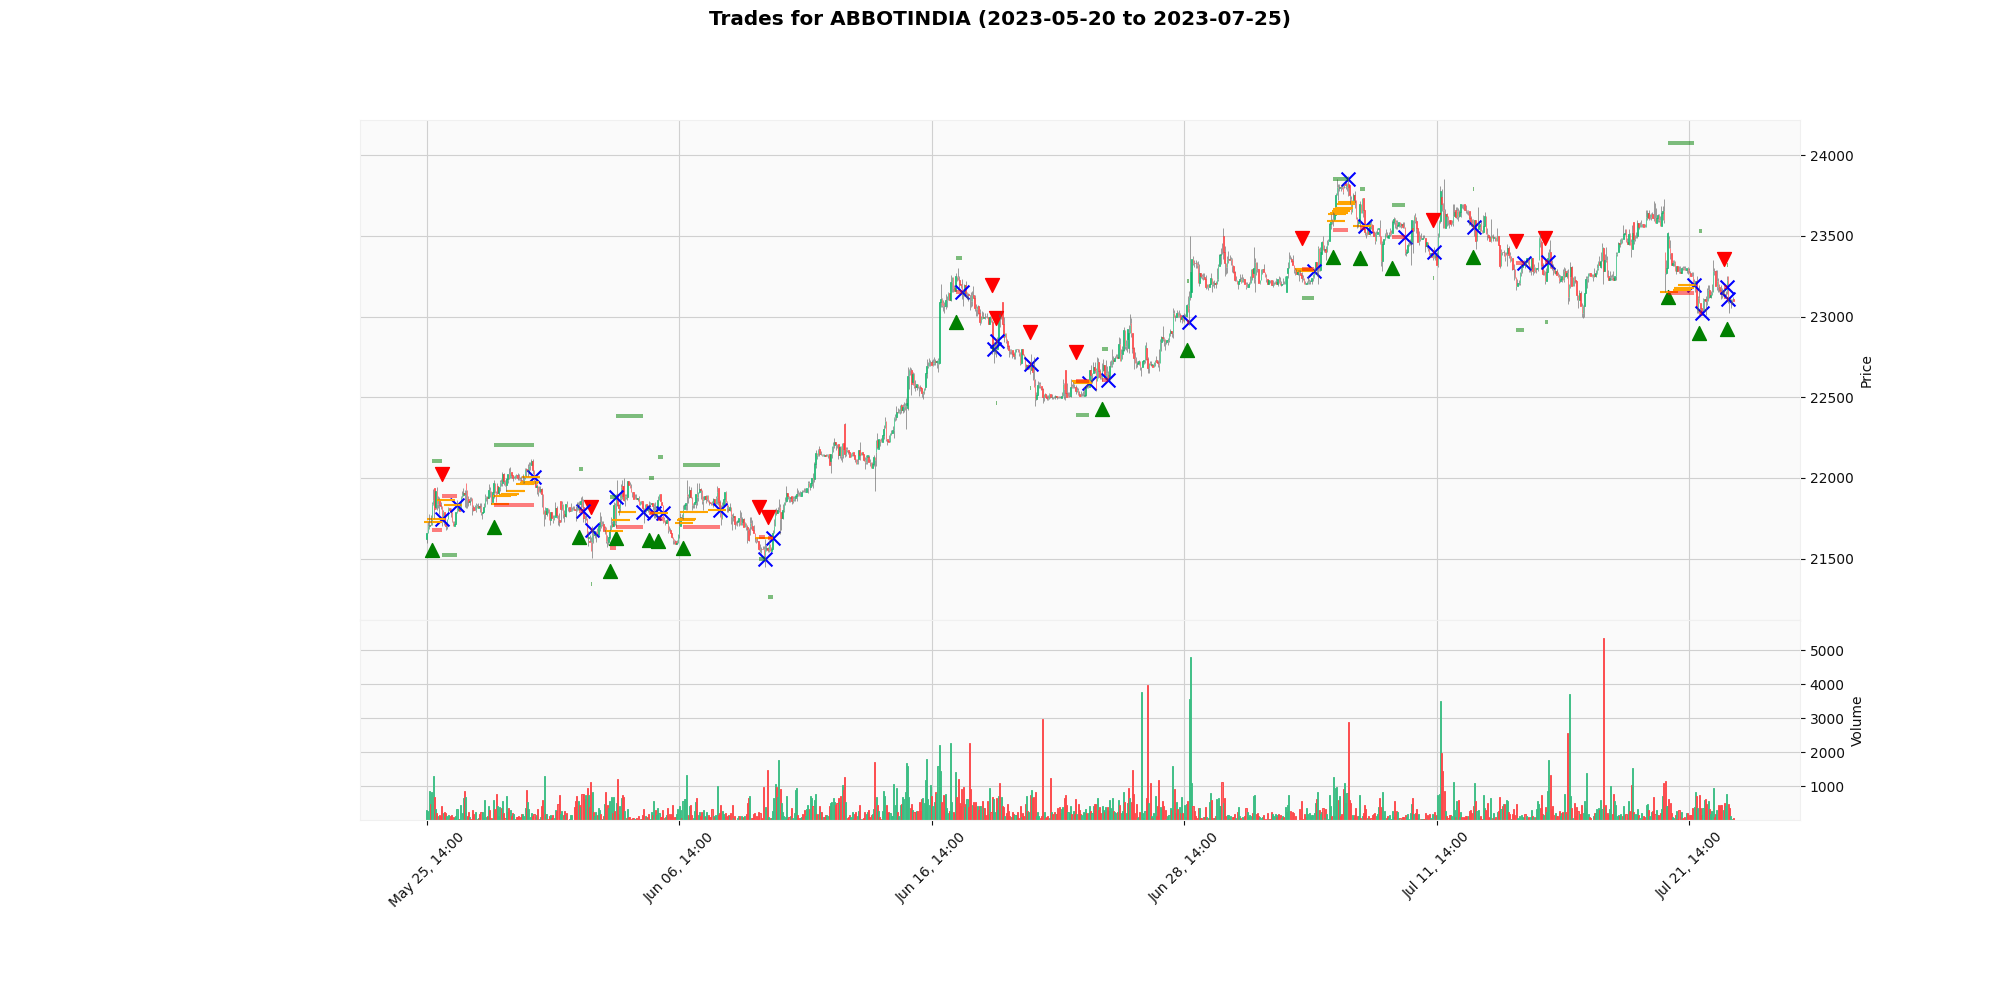 Trades for ABBOTINDIA (2023-05-20 to 2023-07-25)
24000
23500
23000
22500
22000
21500
Price
5000
4000
3000
2000
1000
Volume
May 25, 14:00
Jun 06, 14:00
Jun 16, 14:00
Jun 28, 14:00
Jul 11, 14:00
Jul 21, 14:00